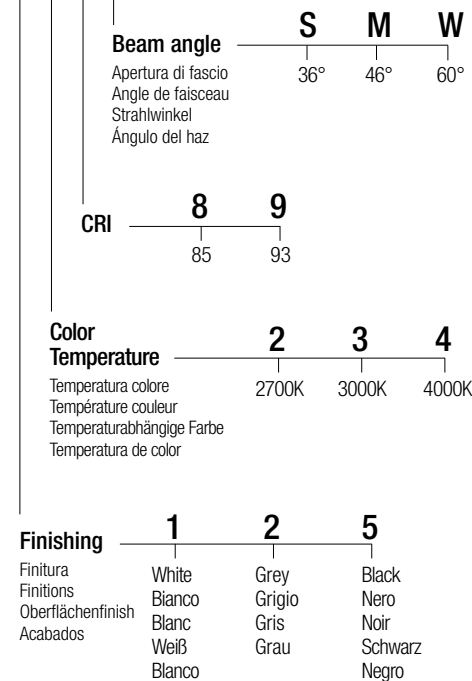 S M W
Beam angle
36° 46° 60°
Apertura di fascio
Angle de faisceau
Strahlwinkel
Ángulo del haz
8 9
CRI
85 93
Color
Temperature
2 3 4
2700K 3000K 4000K
Temperatura colore
Température couleur
Temperaturabhängige Farbe
Temperatura de color
1 2 5
Finishing
Finitura
Finitions
Oberflächenfinish
Acabados
White Grey Black
Bianco Grigio Nero
Blanc Gris Noir
Weiß Grau Schwarz
Blanco Negro